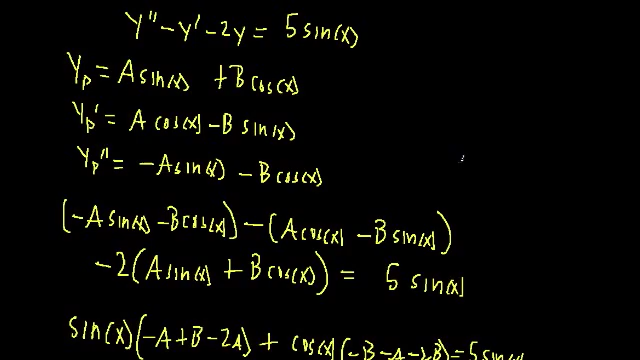 y'' - y' - 2y = 5 sin(x)
Yp = A sin(x) + B cos(x)
Yp' = A cos(x) - B sin(x)
Yp'' = -A sin(x) - B cos(x)
(-A sin(x) - B cos(x)) - (A cos(x) - B sin(x))
-2(A sin(x) + B cos(x)) = 5 sin(x)
sin(x)(-A+B-2A) + cos(x)(-B-A-2B) = 5 sin(x)